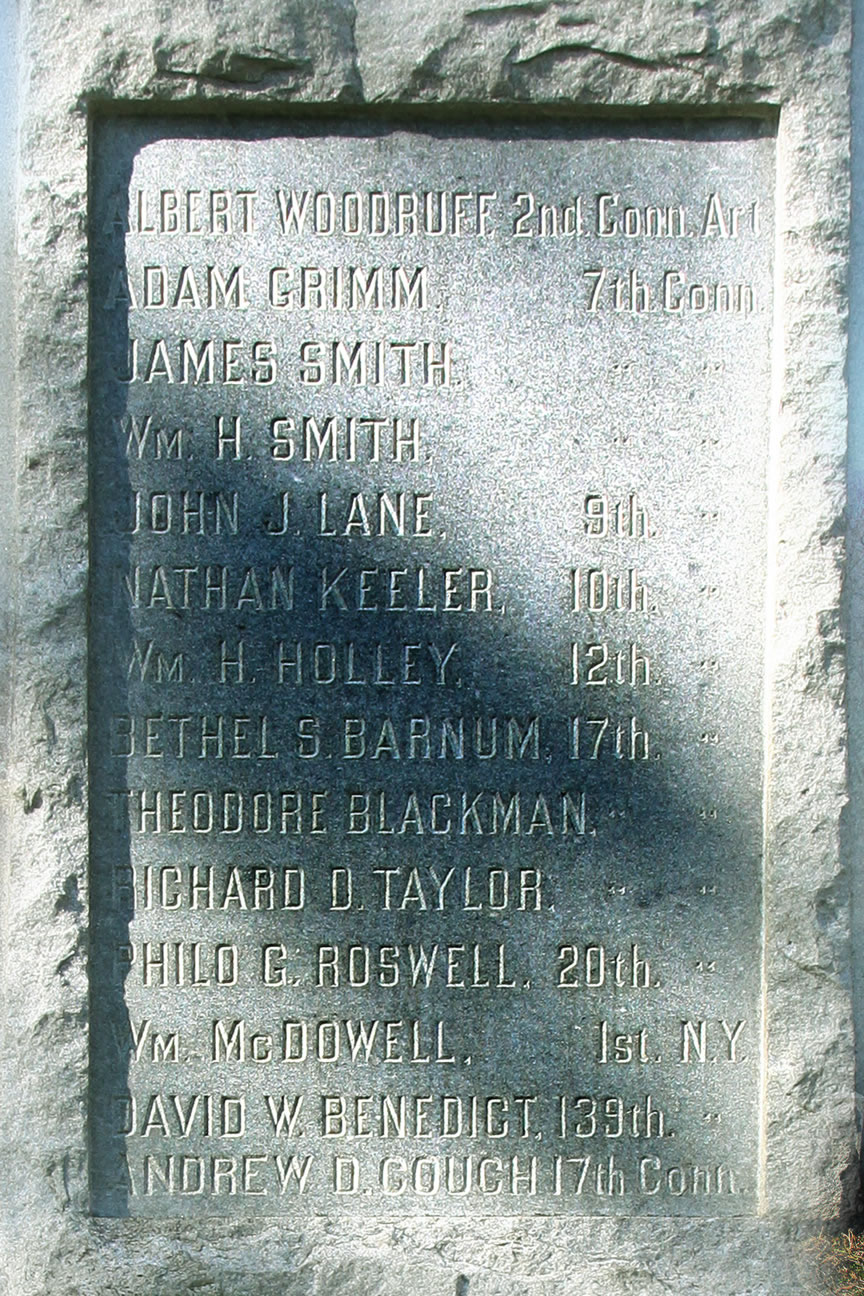 ALBERT WOODRUFF 2nd. Conn. Art
ADAM GRIMM, 7th Conn.
JAMES SMITH, " "
WM. H. SMITH, " "
JOHN J. LANE, 9th. "
NATHAN KEELER, 10th. "
WM. H. HOLLEY, 12th. "
BETHEL S. BARNUM, 17th. "
THEODORE BLACKMAN, " "
RICHARD D. TAYLOR, " "
PHILO G. ROSWELL, 20th. "
WM. McDOWELL, 1st. N.Y.
DAVID W. BENEDICT, 139th. "
ANDREW D. COUCH 17th Conn.